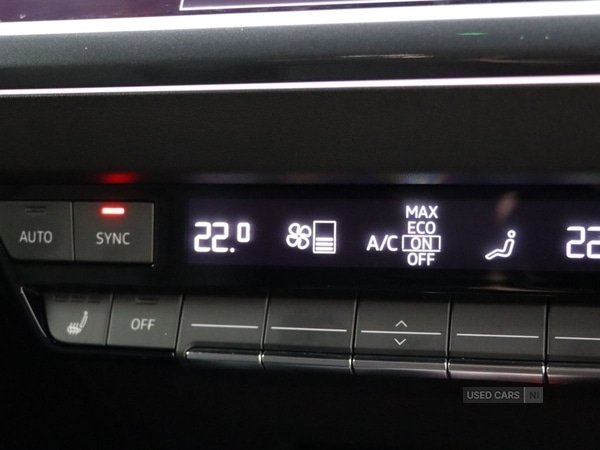 AUTO SYNC 22.0 A/C MAX 22
ECO
ON
OFF
OFF
USED CARS NI